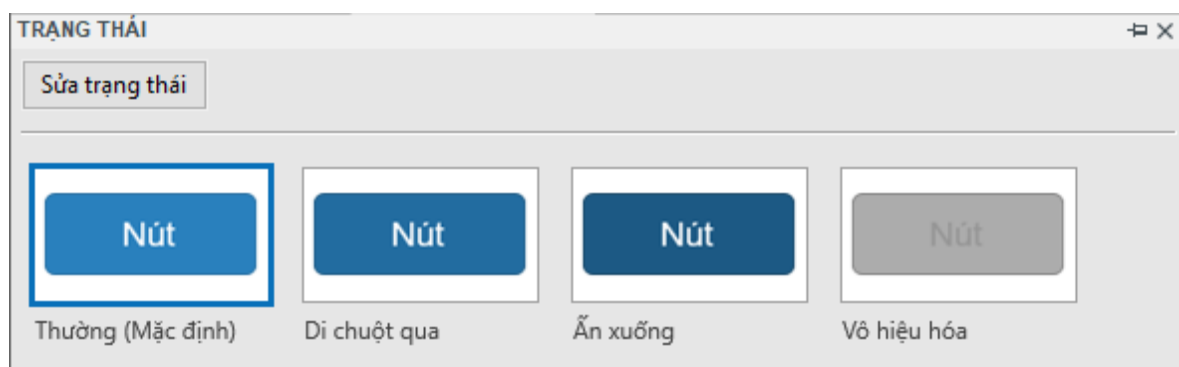 TRẠNG THÁI
Sửa trạng thái
Nút
Nút
Nút
Nút
Thường (Mặc định)
Di chuột qua
Ấn xuống
Vô hiệu hóa